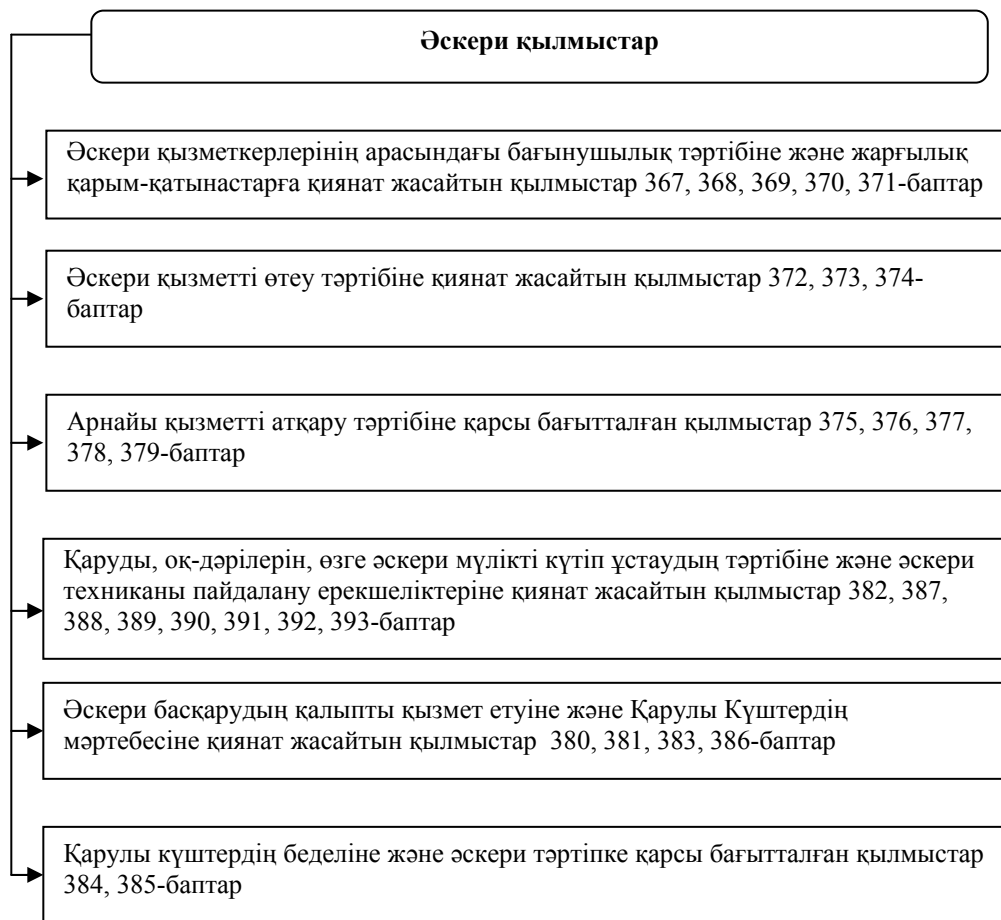 Әскери қылмыстар
Әскери қызметкерлерінің арасындағы бағынушылық тәртібіне және жарғылық
қарым-қатынастарға қиянат жасайтын қылмыстар 367, 368, 369, 370, 371-баптар
Әскери қызметті өтеу тәртібіне қиянат жасайтын қылмыстар 372, 373, 374-
баптар
Арнайы қызметті атқару тәртібіне қарсы бағытталған қылмыстар 375, 376, 377,
378, 379-баптар
Қаруды, оқ-дәрілерін, өзге әскери мүлікті күтіп ұстаудың тәртібіне және әскери
техниканы пайдалану ерекшеліктеріне қиянат жасайтын қылмыстар 382, 387,
388, 389, 390, 391, 392, 393-баптар
Әскери басқарудың қалыпты қызмет етуіне және Қарулы Күштердің
мәртебесіне қиянат жасайтын қылмыстар 380, 381, 383, 386-баптар
Қарулы күштердің беделіне және әскери тәртіпке қарсы бағытталған қылмыстар
384, 385-баптар